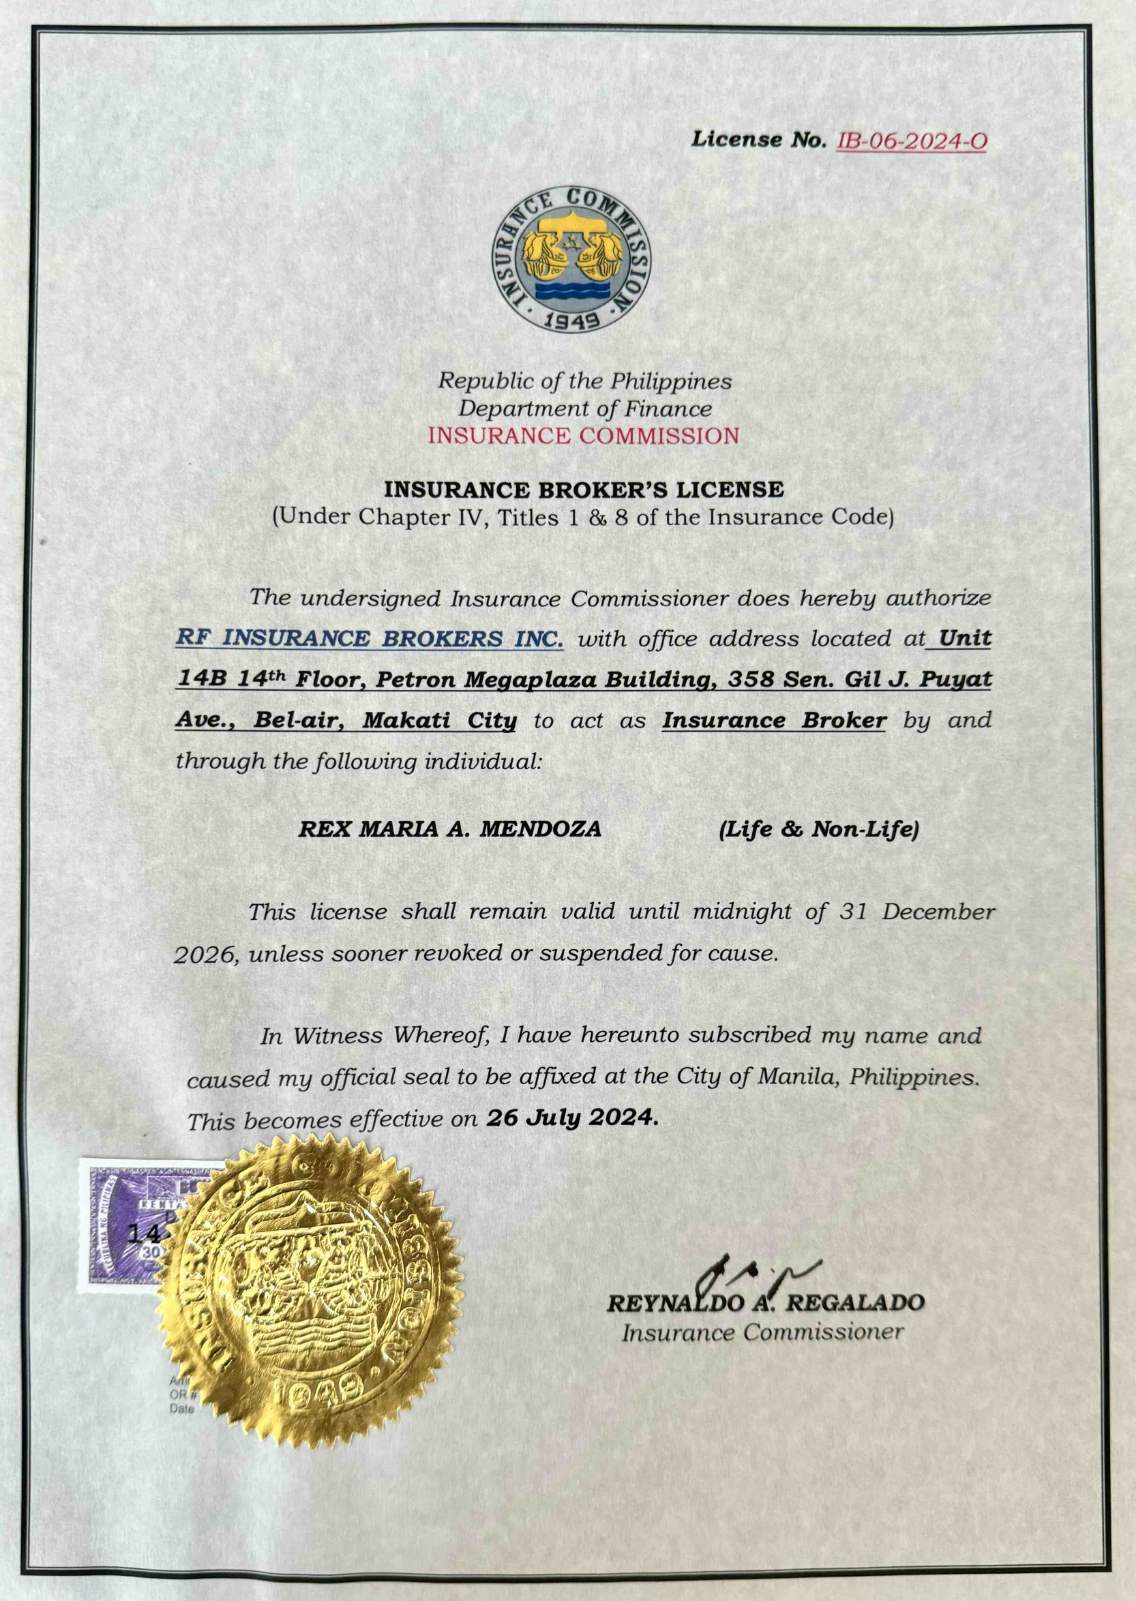 License No. IB-06-2024-O
INSURANCE COMMISSION
· 1949 ·
Republic of the Philippines
Department of Finance
INSURANCE COMMISSION
INSURANCE BROKER'S LICENSE
(Under Chapter IV, Titles 1 & 8 of the Insurance Code)
The undersigned Insurance Commissioner does hereby authorize
RF INSURANCE BROKERS INC. with office address located at Unit
14B 14th Floor, Petron Megaplaza Building, 358 Sen. Gil J. Puyat
Ave., Bel-air, Makati City to act as Insurance Broker by and
through the following individual:
REX MARIA A. MENDOZA (Life & Non-Life)
This license shall remain valid until midnight of 31 December
2026, unless sooner revoked or suspended for cause.
In Witness Whereof, I have hereunto subscribed my name and
caused my official seal to be affixed at the City of Manila, Philippines.
This becomes effective on 26 July 2024.
14
30
INSURANCE COMMISSION
· 1949 ·
REYNALDO A. REGALADO
Insurance Commissioner
OR #
Date